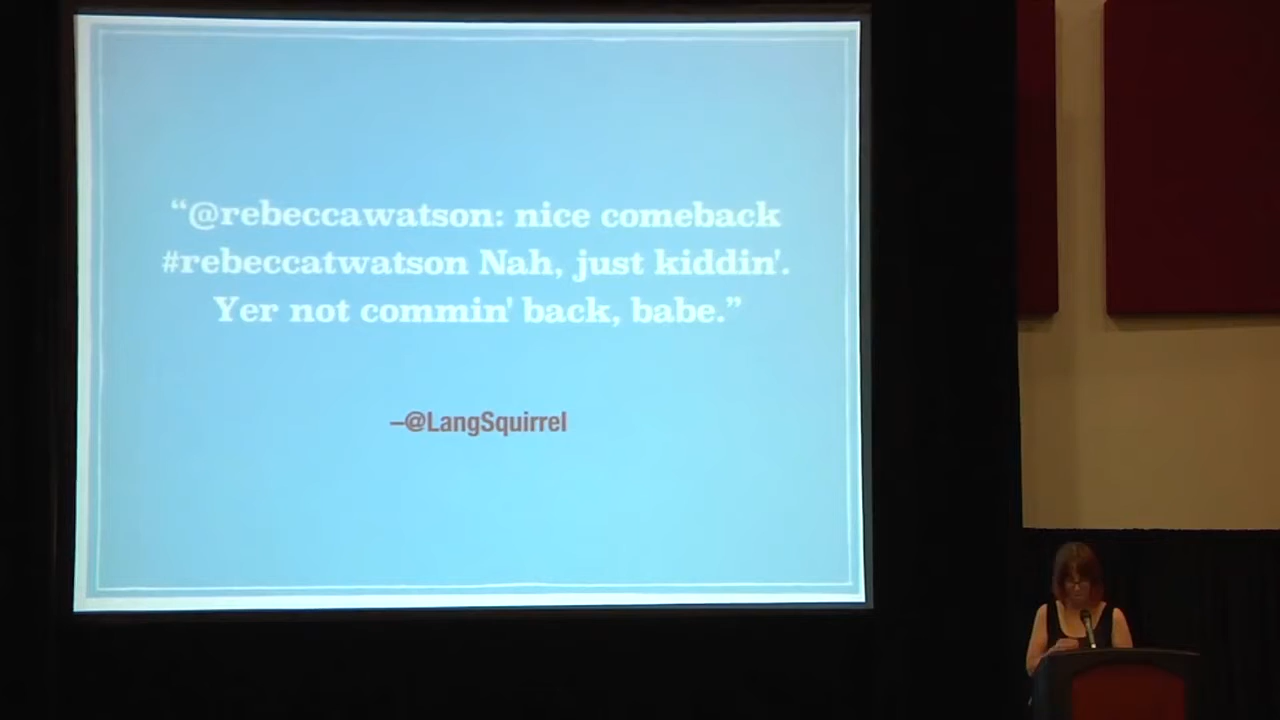 “@rebeccawatson: nice comeback
#rebeccatwatson Nah, just kiddin'.
Yer not commin' back, babe.”
–@LangSquirrel